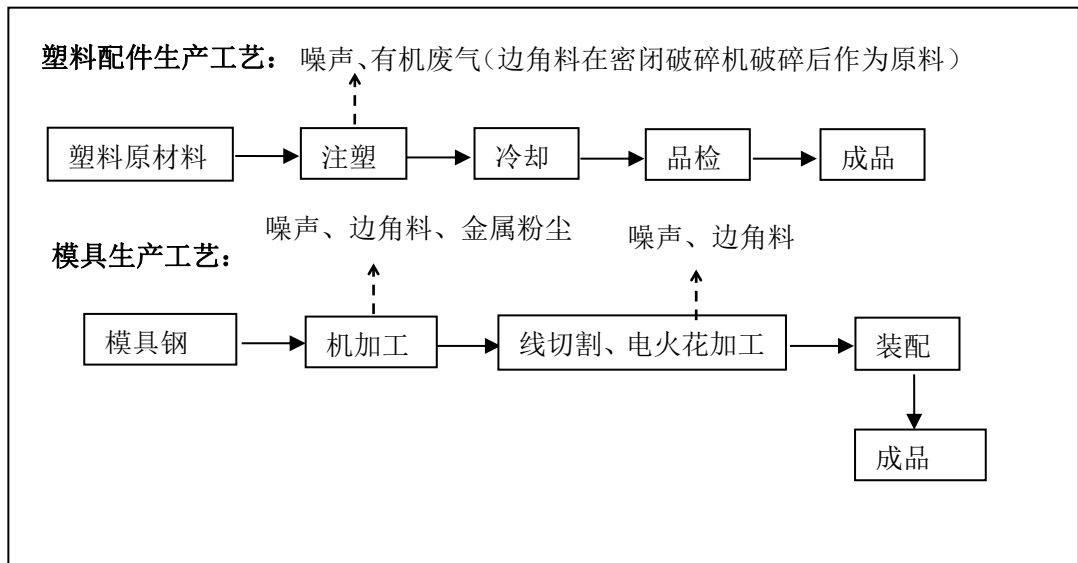 塑料配件生产工艺：噪声、有机废气（边角料在密闭破碎机破碎后作为原料）
塑料原材料 注塑 冷却 品检 成品
噪声、边角料、金属粉尘 噪声、边角料
模具生产工艺：
模具钢 机加工 线切割、电火花加工 装配
成品